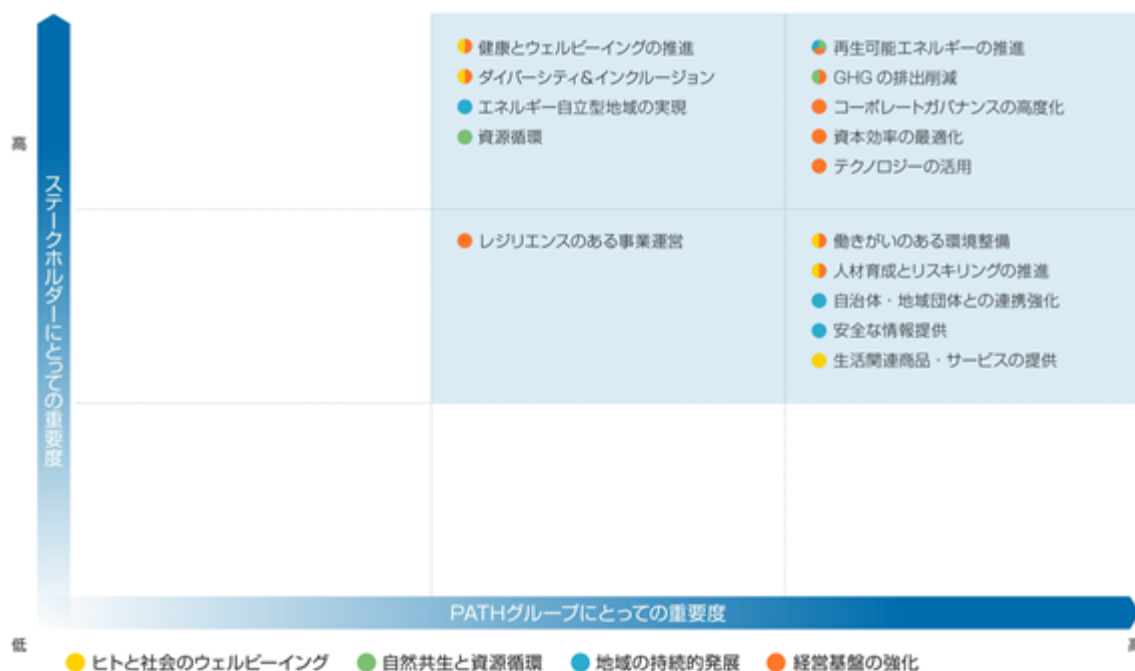 高
ステークホルダーにとっての重要度
健康とウェルビーイングの推進
ダイバーシティ&インクルージョン
エネルギー自立型地域の実現
資源循環
再生可能エネルギーの推進
GHG の排出削減
コーポレートガバナンスの高度化
資本効率の最適化
テクノロジーの活用
レジリエンスのある事業運営
働きがいのある環境整備
人材育成とリスキリングの推進
自治体・地域団体との連携強化
安全な情報提供
生活関連商品・サービスの提供
PATHグループにとっての重要度
低
ヒトと社会のウェルビーイング
自然共生と資源循環
地域の持続的発展
経営基盤の強化